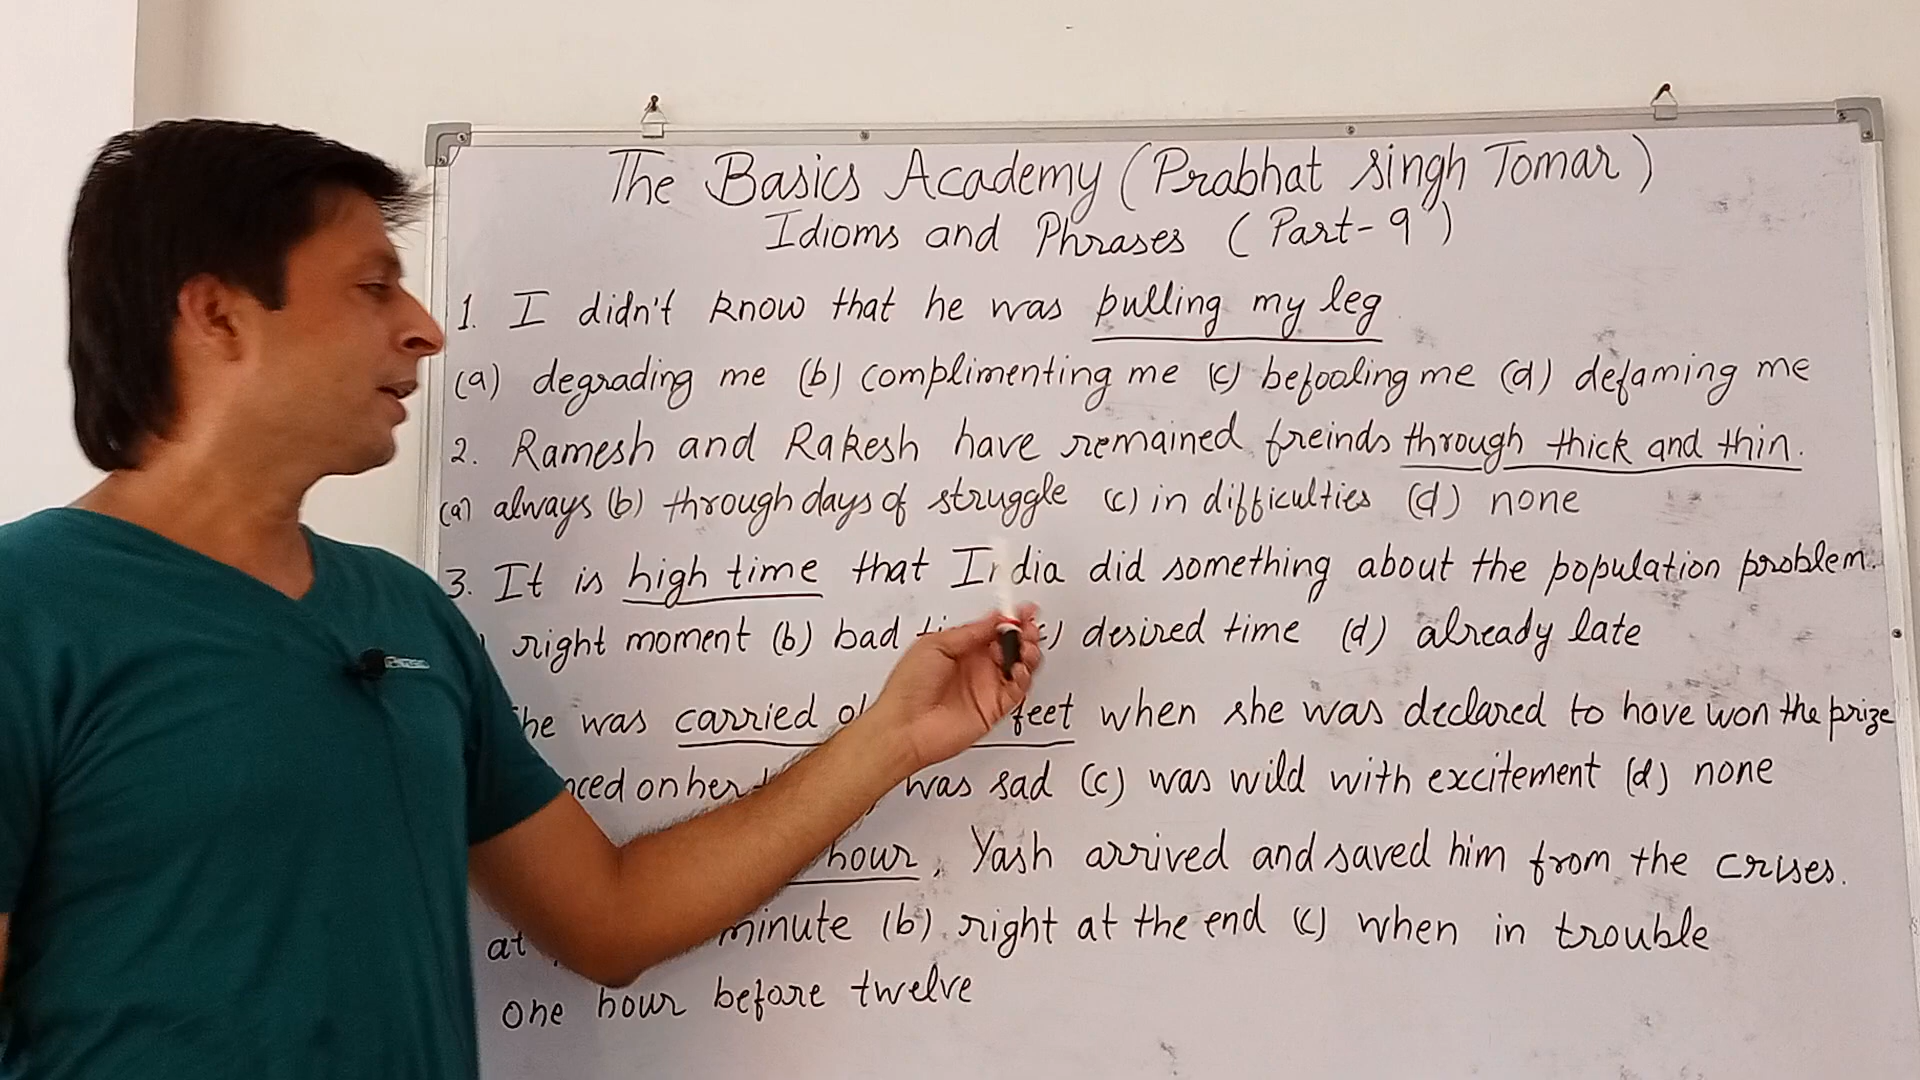 The Basics Academy (Prabhat Singh Tomar)
Idioms and Phrases (Part-9)
1. I didn't know that he was pulling my leg
(a) degrading me (b) complimenting me (c) befooling me (d) defaming me
2. Ramesh and Rakesh have remained freinds through thick and thin.
(a) always (b) through days of struggle (c) in difficulties (d) none
3. It is high time that India did something about the population problem.
right moment (b) bad desired time (d) already late
was carried feet when she was declared to have won the prize
on her was sad (c) was wild with excitement (d) none
hour, Yash arrived and saved him from the crises.
at minute (b) right at the end (c) when in trouble
one hour before twelve